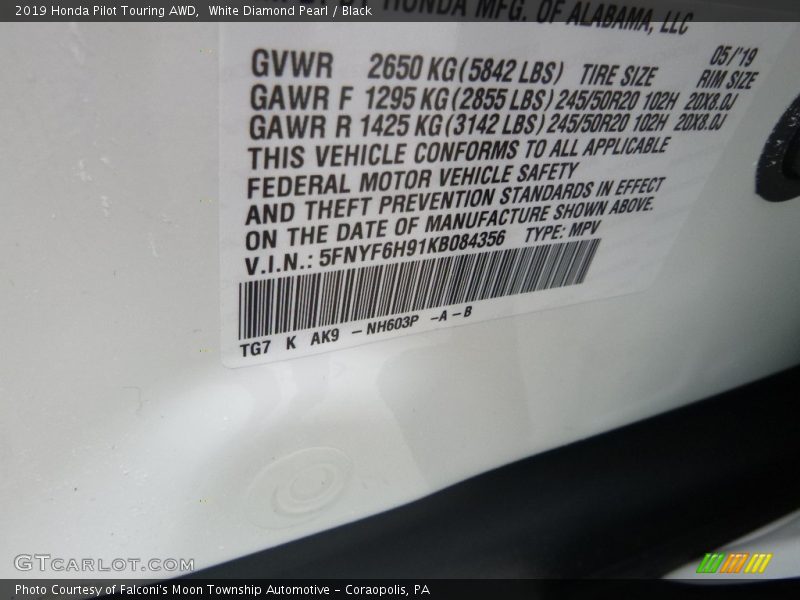 2019 Honda Pilot Touring AWD, White Diamond Pearl / Black
BY HONDA MFG. OF ALABAMA, LLC
05/'19
GVWR 2650 KG (5842 LBS) TIRE SIZE RIM SIZE
GAWR F 1295 KG (2855 LBS) 245/50R20 102H 20X8.0J
GAWR R 1425 KG (3142 LBS) 245/50R20 102H 20X8.0J
THIS VEHICLE CONFORMS TO ALL APPLICABLE
FEDERAL MOTOR VEHICLE SAFETY
AND THEFT PREVENTION STANDARDS IN EFFECT
ON THE DATE OF MANUFACTURE SHOWN ABOVE.
V.I.N.: 5FNYF6H91KB084356 TYPE: MPV
TG7 K AK9 – NH603P –A – B
GTCARLOT.COM
Photo Courtesy of Falconi's Moon Township Automotive – Coraopolis, PA